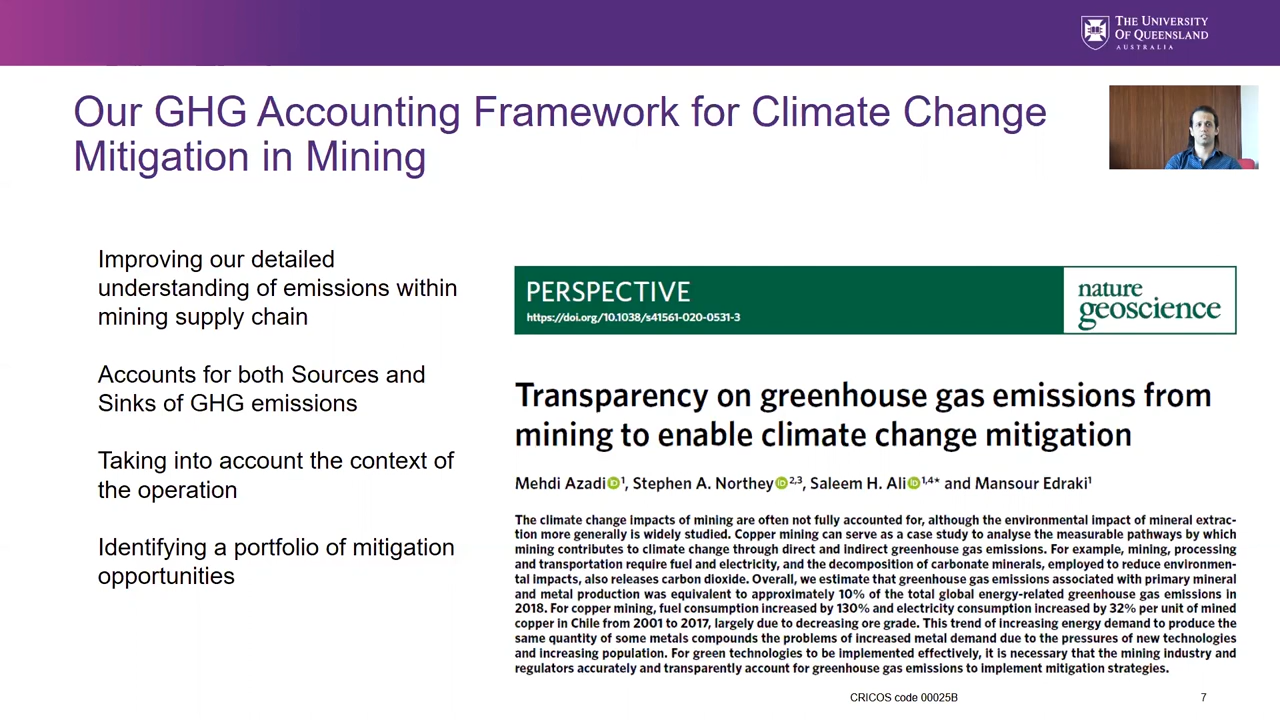 THE UNIVERSITY
OF QUEENSLAND
AUSTRALIA
Our GHG Accounting Framework for Climate Change
Mitigation in Mining
Improving our detailed
understanding of emissions within
mining supply chain
Accounts for both Sources and
Sinks of GHG emissions
Taking into account the context of
the operation
Identifying a portfolio of mitigation
opportunities
PERSPECTIVE
https://doi.org/10.1038/s41561-020-0531-3
nature
geoscience
Transparency on greenhouse gas emissions from
mining to enable climate change mitigation
Mehdi Azadi iD 1, Stephen A. Northey iD 2,3, Saleem H. Ali iD 1,4* and Mansour Edraki1
The climate change impacts of mining are often not fully accounted for, although the environmental impact of mineral extrac-
tion more generally is widely studied. Copper mining can serve as a case study to analyse the measurable pathways by which
mining contributes to climate change through direct and indirect greenhouse gas emissions. For example, mining, processing
and transportation require fuel and electricity, and the decomposition of carbonate minerals, employed to reduce environmen-
tal impacts, also releases carbon dioxide. Overall, we estimate that greenhouse gas emissions associated with primary mineral
and metal production was equivalent to approximately 10% of the total global energy-related greenhouse gas emissions in
2018. For copper mining, fuel consumption increased by 130% and electricity consumption increased by 32% per unit of mined
copper in Chile from 2001 to 2017, largely due to decreasing ore grade. This trend of increasing energy demand to produce the
same quantity of some metals compounds the problems of increased metal demand due to the pressures of new technologies
and increasing population. For green technologies to be implemented effectively, it is necessary that the mining industry and
regulators accurately and transparently account for greenhouse gas emissions to implement mitigation strategies.
CRICOS code 00025B
7